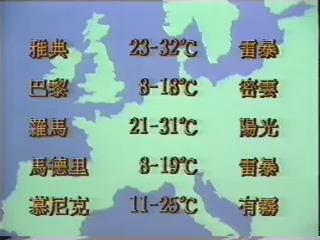 雅典 23-32℃ 雷暴
巴黎 8-18℃ 密雲
羅馬 21-31℃ 陽光
馬德里 8-19℃ 雷暴
慕尼克 11-25℃ 有霧